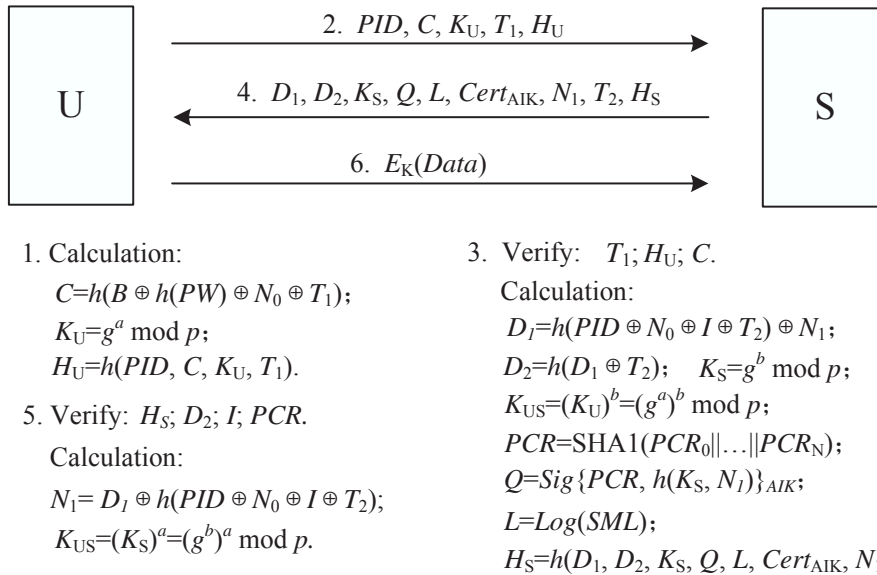 U
S
2. PID, C, K_U, T_1, H_U
4. D_1, D_2, K_S, Q, L, Cert_AIK, N_1, T_2, H_S
6. E_K(Data)
1. Calculation:
C=h(B ⊕ h(PW) ⊕ N_0 ⊕ T_1);
K_U=g^a mod p;
H_U=h(PID, C, K_U, T_1).
5. Verify: H_S; D_2; I; PCR.
Calculation:
N_1= D_1 ⊕ h(PID ⊕ N_0 ⊕ I ⊕ T_2);
K_US=(K_S)^a=(g^b)^a mod p.
3. Verify: T_1; H_U; C.
Calculation:
D_1=h(PID ⊕ N_0 ⊕ I ⊕ T_2) ⊕ N_1;
D_2=h(D_1 ⊕ T_2); K_S=g^b mod p;
K_US=(K_U)^b=(g^a)^b mod p;
PCR=SHA1(PCR_0||…||PCR_N);
Q=Sig{PCR, h(K_S, N_1)}_AIK;
L=Log(SML);
H_S=h(D_1, D_2, K_S, Q, L, Cert_AIK, N